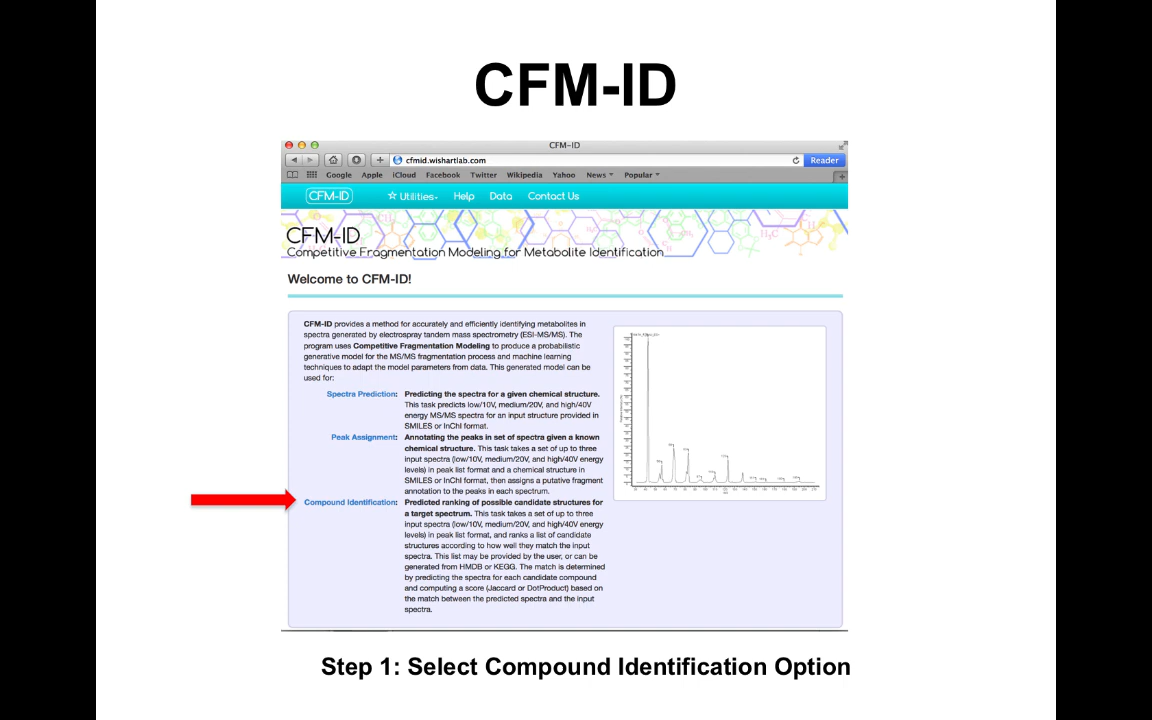 CFM-ID
CFM-ID
cfmid.wishartlab.com
Reader
Google Apple iCloud Facebook Twitter Wikipedia Yahoo News Popular
CFM-ID Utilities Help Data Contact Us
CFM-ID
Competitive Fragmentation Modeling for Metabolite Identification
Welcome to CFM-ID!
CFM-ID provides a method for accurately and efficiently identifying metabolites in
spectra generated by electrospray tandem mass spectrometry (ESI-MS/MS). The
program uses Competitive Fragmentation Modeling to produce a probabilistic
generative model for the MS/MS fragmentation process and machine learning
techniques to adapt the model parameters from data. This generated model can be
used for:
Spectra Prediction: Predicting the spectra for a given chemical structure.
This task predicts low/10V, medium/20V, and high/40V
energy MS/MS spectra for an input structure provided in
SMILES or InChI format.
Peak Assignment: Annotating the peaks in set of spectra given a known
chemical structure. This task takes a set of up to three
input spectra (low/10V, medium/20V, and high/40V energy
levels) in peak list format and a chemical structure in
SMILES or InChI format, then assigns a putative fragment
annotation to the peaks in each spectrum.
Compound Identification: Predicted ranking of possible candidate structures for
a target spectrum. This task takes a set of up to three
input spectra (low/10V, medium/20V, and high/40V energy
levels) in peak list format, and ranks a list of candidate
structures according to how well they match the input
spectra. This list may be provided by the user, or can be
generated from HMDB or KEGG. The match is determined
by predicting the spectra for each candidate compound
and computing a score (Jaccard or DotProduct) based on
the match between the predicted spectra and the input
spectra.
Step 1: Select Compound Identification Option